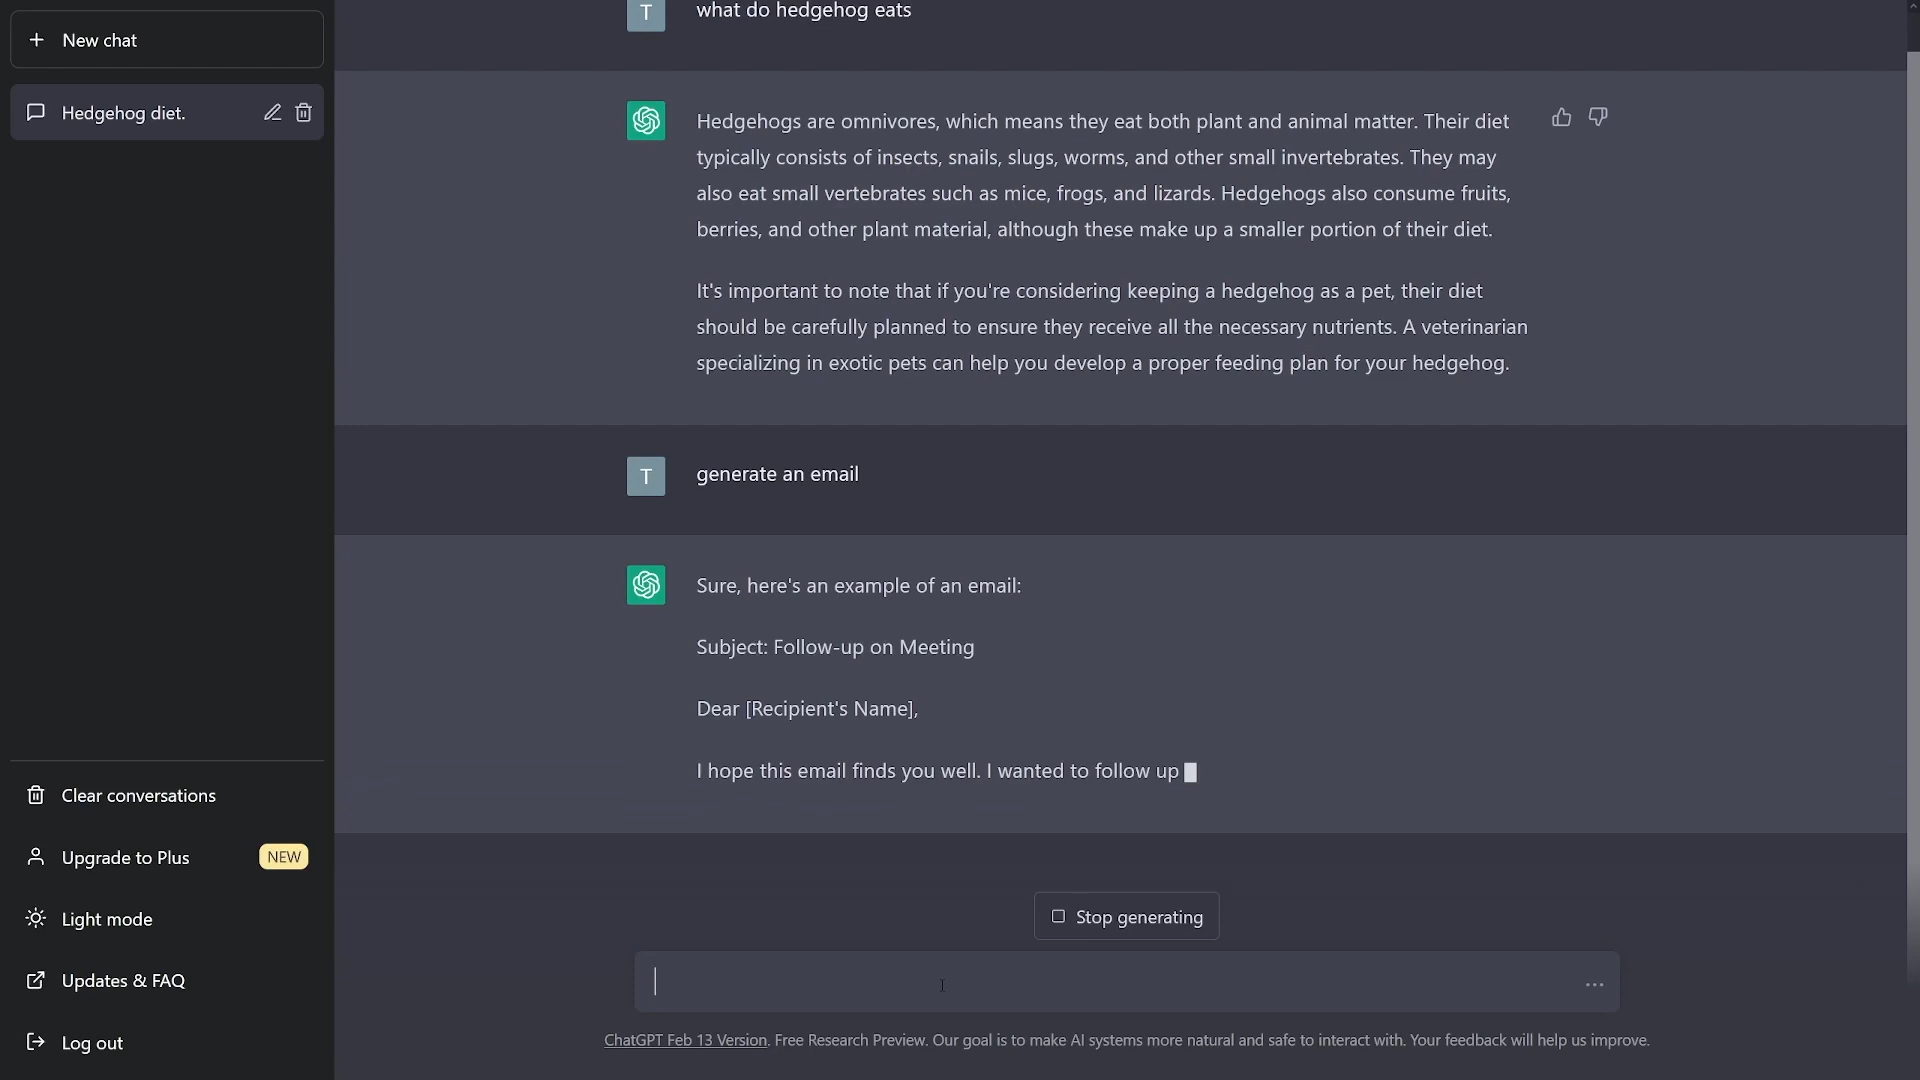 New chat
Hedgehog diet.
Clear conversations
Upgrade to Plus
NEW
Light mode
Updates & FAQ
Log out
T
what do hedgehog eats
Hedgehogs are omnivores, which means they eat both plant and animal matter. Their diet
typically consists of insects, snails, slugs, worms, and other small invertebrates. They may
also eat small vertebrates such as mice, frogs, and lizards. Hedgehogs also consume fruits,
berries, and other plant material, although these make up a smaller portion of their diet.
It's important to note that if you're considering keeping a hedgehog as a pet, their diet
should be carefully planned to ensure they receive all the necessary nutrients. A veterinarian
specializing in exotic pets can help you develop a proper feeding plan for your hedgehog.
T
generate an email
Sure, here's an example of an email:
Subject: Follow-up on Meeting
Dear [Recipient's Name],
I hope this email finds you well. I wanted to follow up
Stop generating
ChatGPT Feb 13 Version. Free Research Preview. Our goal is to make AI systems more natural and safe to interact with. Your feedback will help us improve.